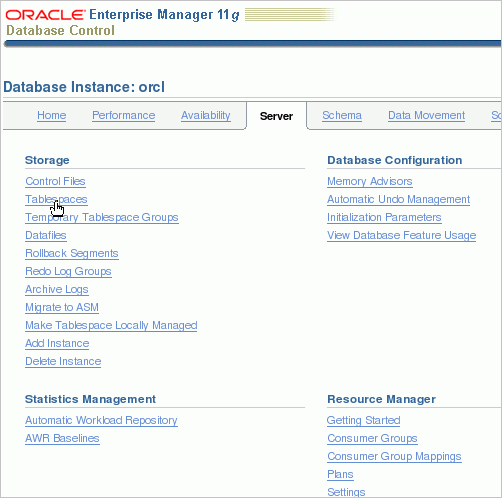 ORACLE Enterprise Manager 11g
Database Control
Database Instance: orcl
Home Performance Availability Server Schema Data Movement
Storage
Control Files
Tablespaces
Temporary Tablespace Groups
Datafiles
Rollback Segments
Redo Log Groups
Archive Logs
Migrate to ASM
Make Tablespace Locally Managed
Add Instance
Delete Instance
Database Configuration
Memory Advisors
Automatic Undo Management
Initialization Parameters
View Database Feature Usage
Statistics Management
Automatic Workload Repository
AWR Baselines
Resource Manager
Getting Started
Consumer Groups
Consumer Group Mappings
Plans
Settings